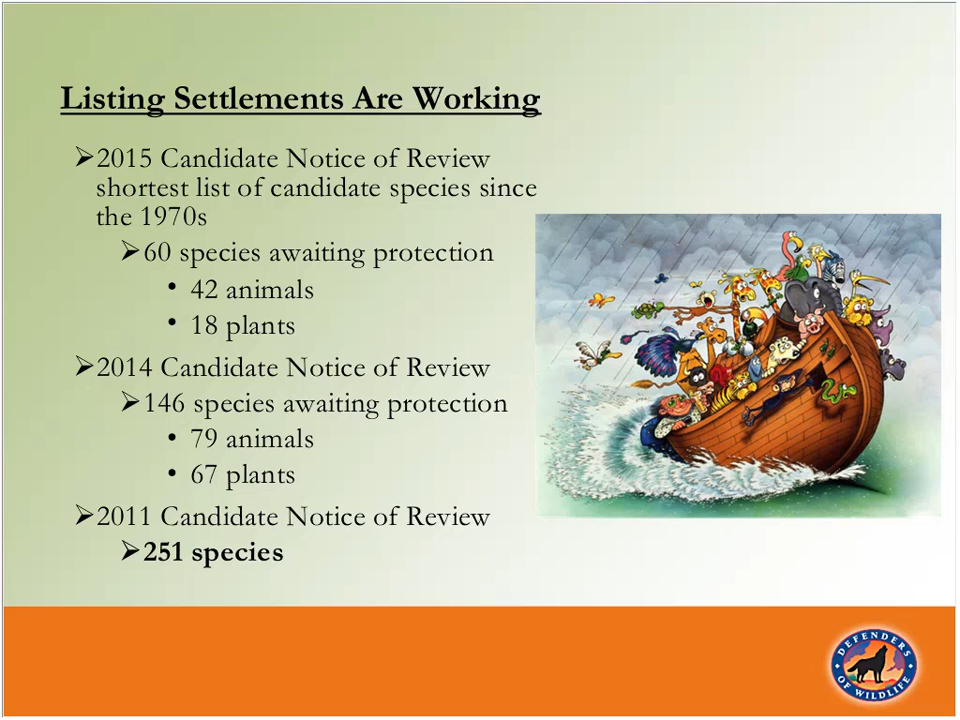 Listing Settlements Are Working
➢2015 Candidate Notice of Review
shortest list of candidate species since
the 1970s
➢60 species awaiting protection
• 42 animals
• 18 plants
➢2014 Candidate Notice of Review
➢146 species awaiting protection
• 79 animals
• 67 plants
➢2011 Candidate Notice of Review
➢251 species
DEFENDERS
OF WILDLIFE